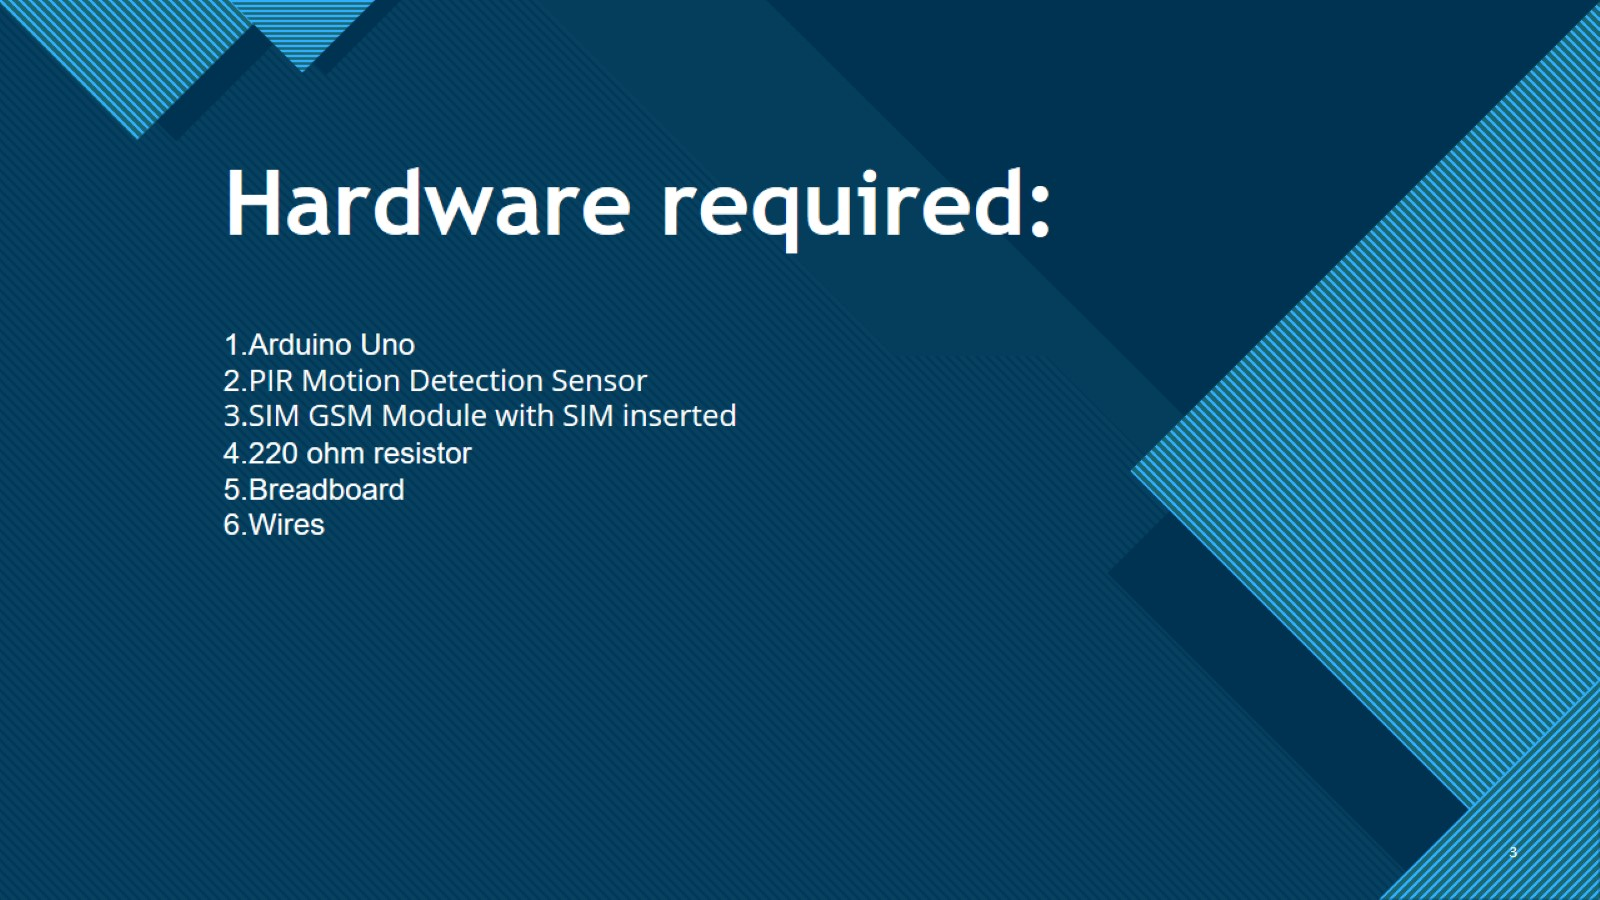 Hardware required:
1.Arduino Uno
2.PIR Motion Detection Sensor
3.SIM GSM Module with SIM inserted
4.220 ohm resistor
5.Breadboard
6.Wires
3